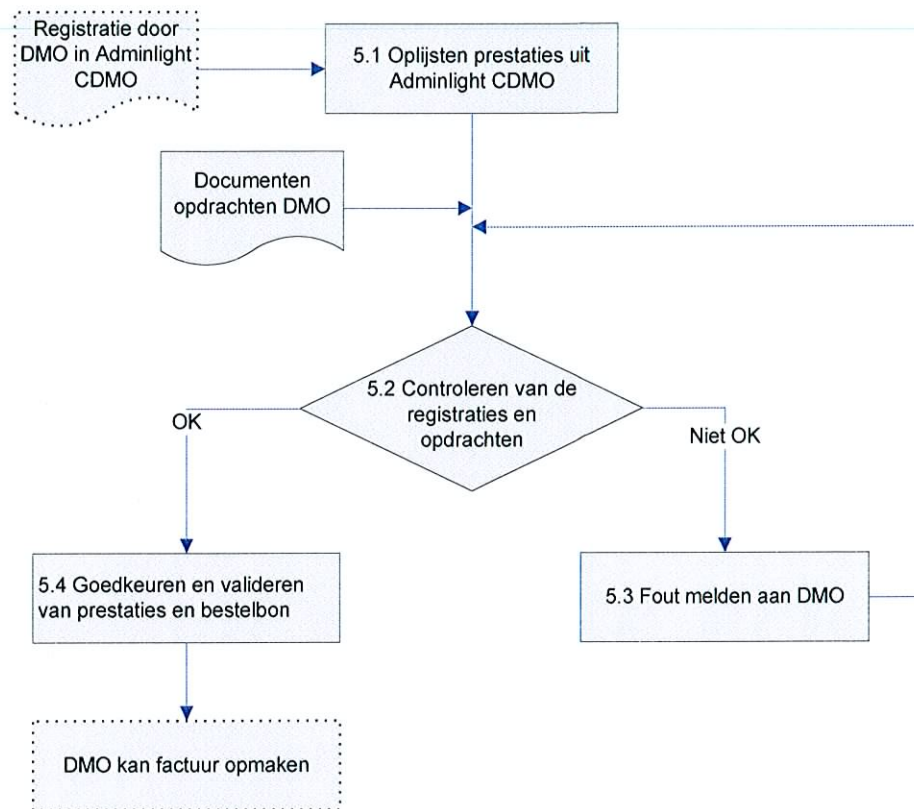 Registratie door
DMO in Adminlight
CDMO
5.1 Oplijsten prestaties uit
Adminlight CDMO
Documenten
opdrachten DMO
5.2 Controleren van de
registraties en
opdrachten
OK
Niet OK
5.4 Goedkeuren en valideren
van prestaties en bestelbon
5.3 Fout melden aan DMO
DMO kan factuur opmaken